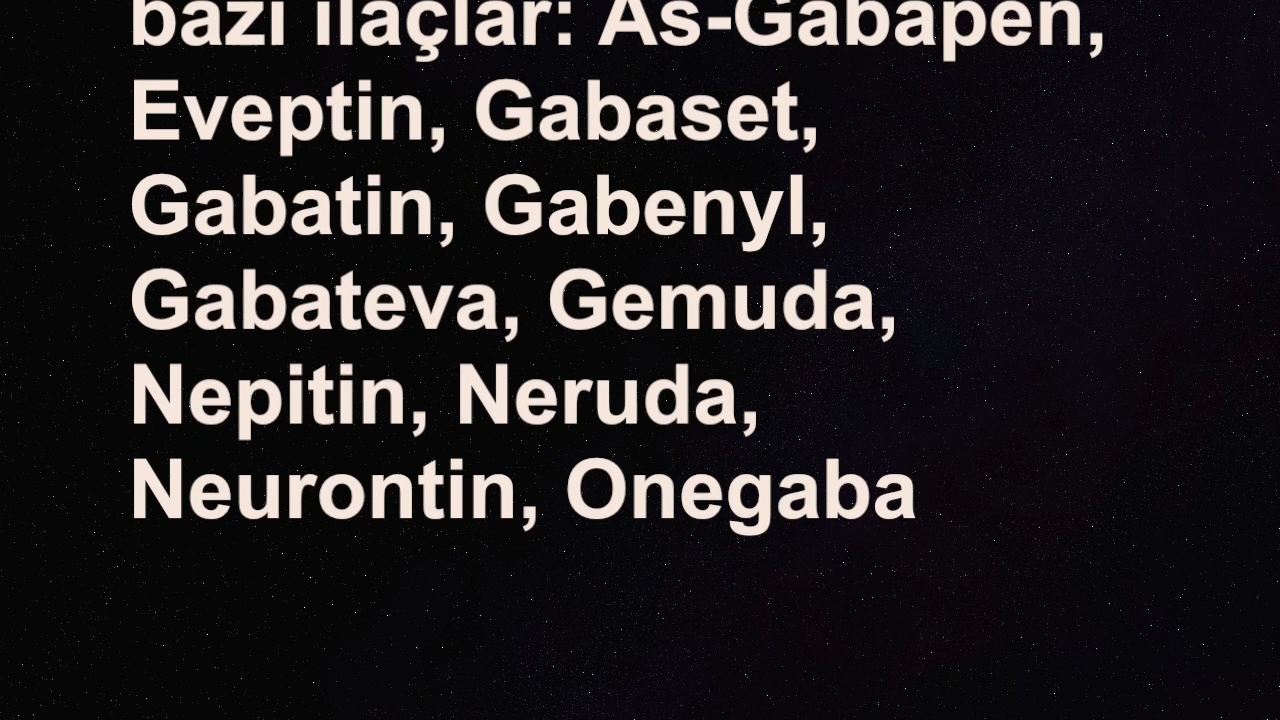 bazı ilaçlar: As-Gabapen,
Eveptin, Gabaset,
Gabatin, Gabenyl,
Gabateva, Gemuda,
Nepitin, Neruda,
Neurontin, Onegaba